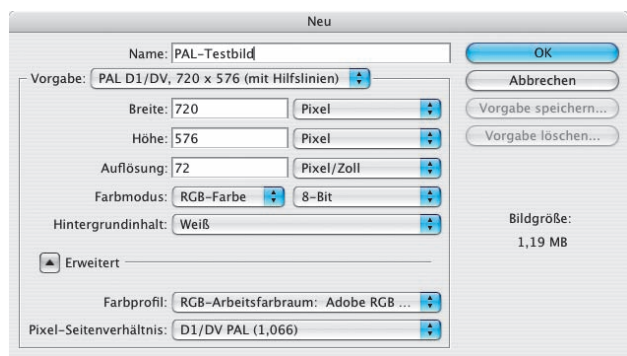 Neu
Name: PAL-Testbild
OK
Vorgabe: PAL D1/DV, 720 x 576 (mit Hilfslinien)
Abbrechen
Breite: 720 Pixel
Vorgabe speichern...
Höhe: 576 Pixel
Vorgabe löschen...
Auflösung: 72 Pixel/Zoll
Farbmodus: RGB-Farbe 8-Bit
Hintergrundinhalt: Weiß
Bildgröße:
1,19 MB
Erweitert
Farbprofil: RGB-Arbeitsfarbraum: Adobe RGB ...
Pixel-Seitenverhältnis: D1/DV PAL (1,066)